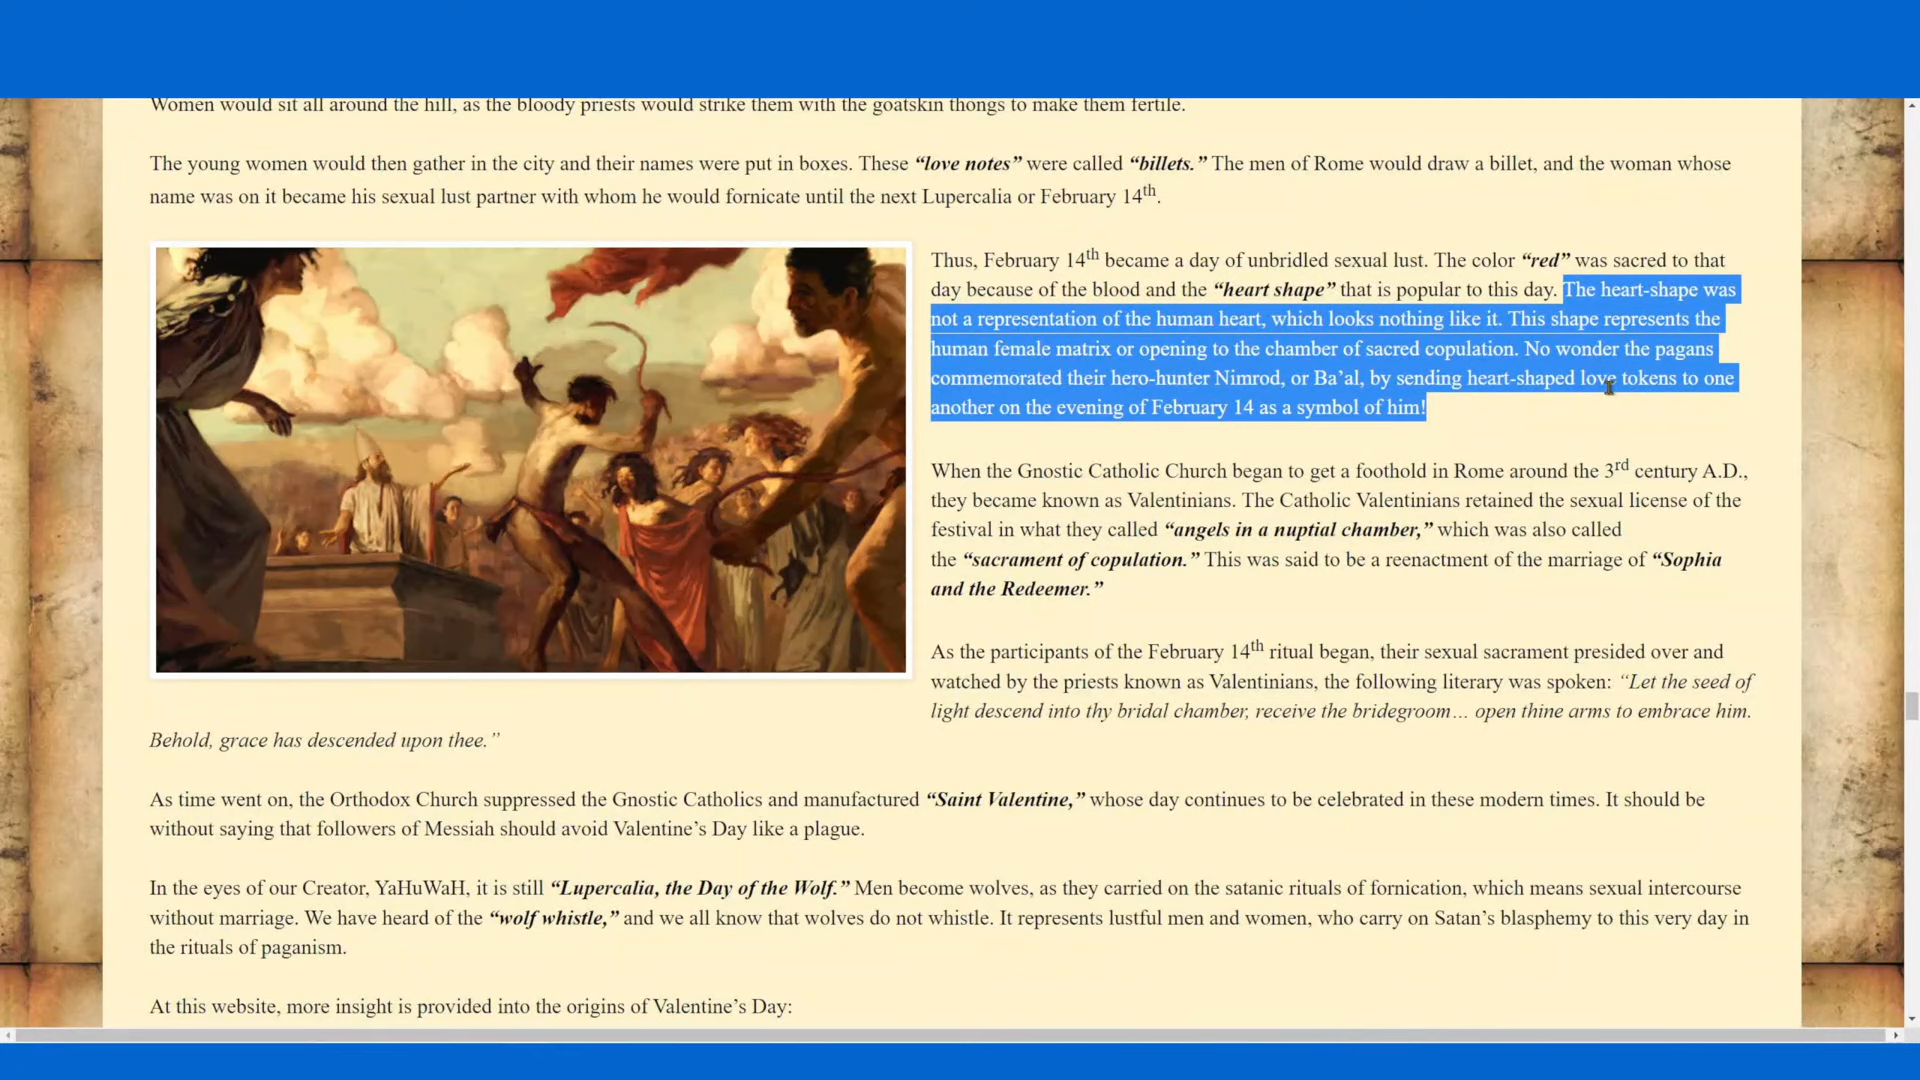 Women would sit all around the hill, as the bloody priests would strike them with the goatskin thongs to make them fertile.
The young women would then gather in the city and their names were put in boxes. These “love notes” were called “billets.” The men of Rome would draw a billet, and the woman whose
name was on it became his sexual lust partner with whom he would fornicate until the next Lupercalia or February 14th.
Thus, February 14th became a day of unbridled sexual lust. The color “red” was sacred to that
day because of the blood and the “heart shape” that is popular to this day. The heart-shape was
not a representation of the human heart, which looks nothing like it. This shape represents the
human female matrix or opening to the chamber of sacred copulation. No wonder the pagans
commemorated their hero-hunter Nimrod, or Ba’al, by sending heart-shaped love tokens to one
another on the evening of February 14 as a symbol of him!
When the Gnostic Catholic Church began to get a foothold in Rome around the 3rd century A.D.,
they became known as Valentinians. The Catholic Valentinians retained the sexual license of the
festival in what they called “angels in a nuptial chamber,” which was also called
the “sacrament of copulation.” This was said to be a reenactment of the marriage of “Sophia
and the Redeemer.”
As the participants of the February 14th ritual began, their sexual sacrament presided over and
watched by the priests known as Valentinians, the following literary was spoken: “Let the seed of
light descend into thy bridal chamber, receive the bridegroom… open thine arms to embrace him.
Behold, grace has descended upon thee.”
As time went on, the Orthodox Church suppressed the Gnostic Catholics and manufactured “Saint Valentine,” whose day continues to be celebrated in these modern times. It should be
without saying that followers of Messiah should avoid Valentine’s Day like a plague.
In the eyes of our Creator, YaHuWaH, it is still “Lupercalia, the Day of the Wolf.” Men become wolves, as they carried on the satanic rituals of fornication, which means sexual intercourse
without marriage. We have heard of the “wolf whistle,” and we all know that wolves do not whistle. It represents lustful men and women, who carry on Satan’s blasphemy to this very day in
the rituals of paganism.
At this website, more insight is provided into the origins of Valentine’s Day: